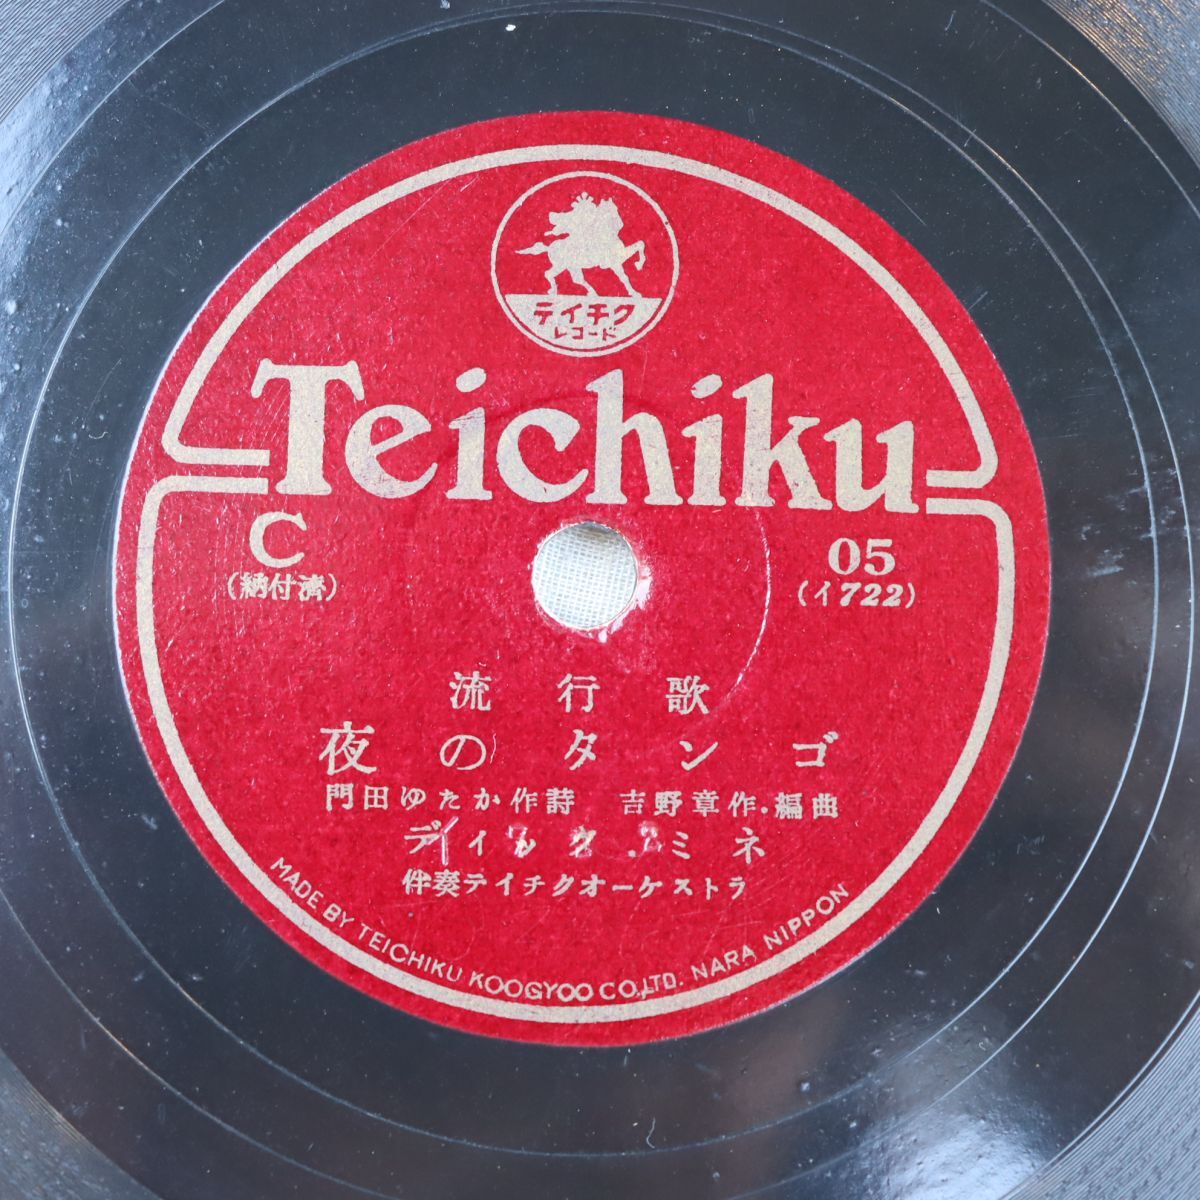 テイチク
レコード
Teichiku
C
(納付済)
05
(イ722)
流行歌
夜のタンゴ
門田ゆたか作詩 吉野章作.編曲
ディック.ミネ
伴奏テイチクオーケストラ
MADE BY TEICHIKU KOOGYOO CO.,LTD. NARA NIPPON